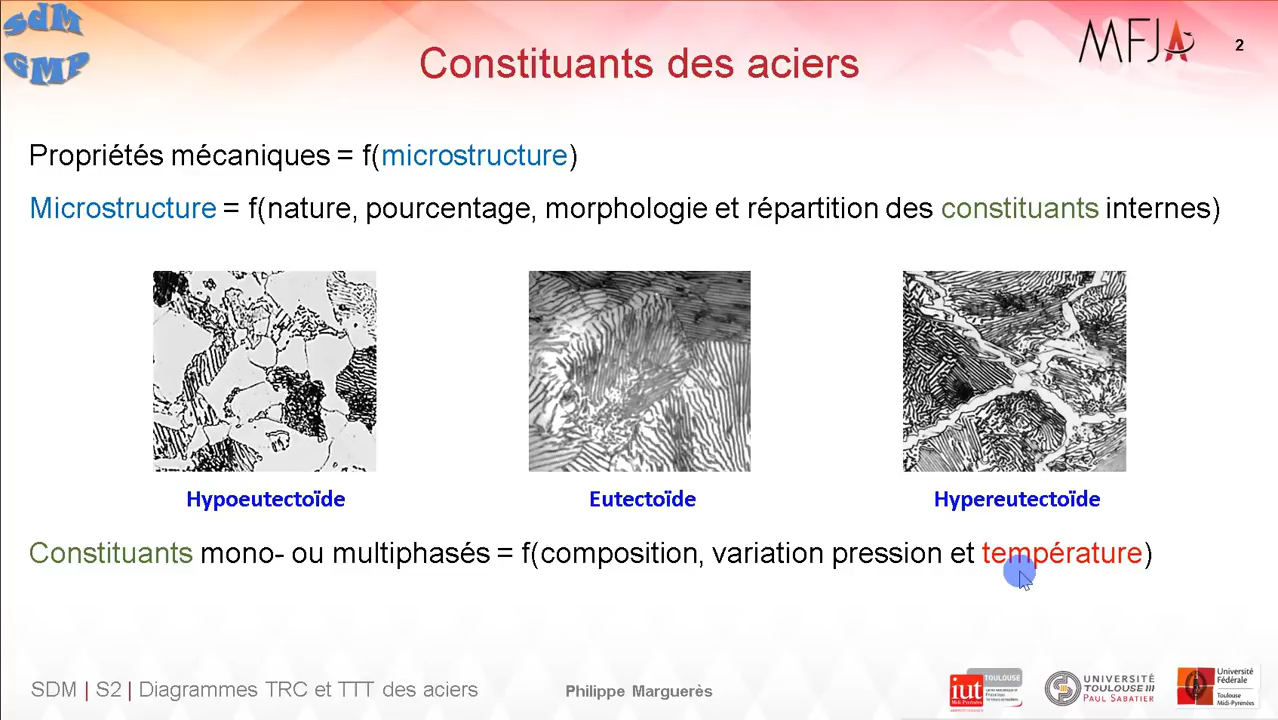 SdM
GMP
MFJA
2
Constituants des aciers
Propriétés mécaniques = f(microstructure)
Microstructure = f(nature, pourcentage, morphologie et répartition des constituants internes)
Hypoeutectoïde
Eutectoïde
Hypereutectoïde
Constituants mono- ou multiphasés = f(composition, variation pression et température)
SDM | S2 | Diagrammes TRC et TTT des aciers
Philippe Marguerès
iut
Midi Pyrénées
TOULOUSE
UNIVERSITÉ
TOULOUSE III
PAUL SABATIER
Université
Fédérale
Toulouse
Midi-Pyrénées